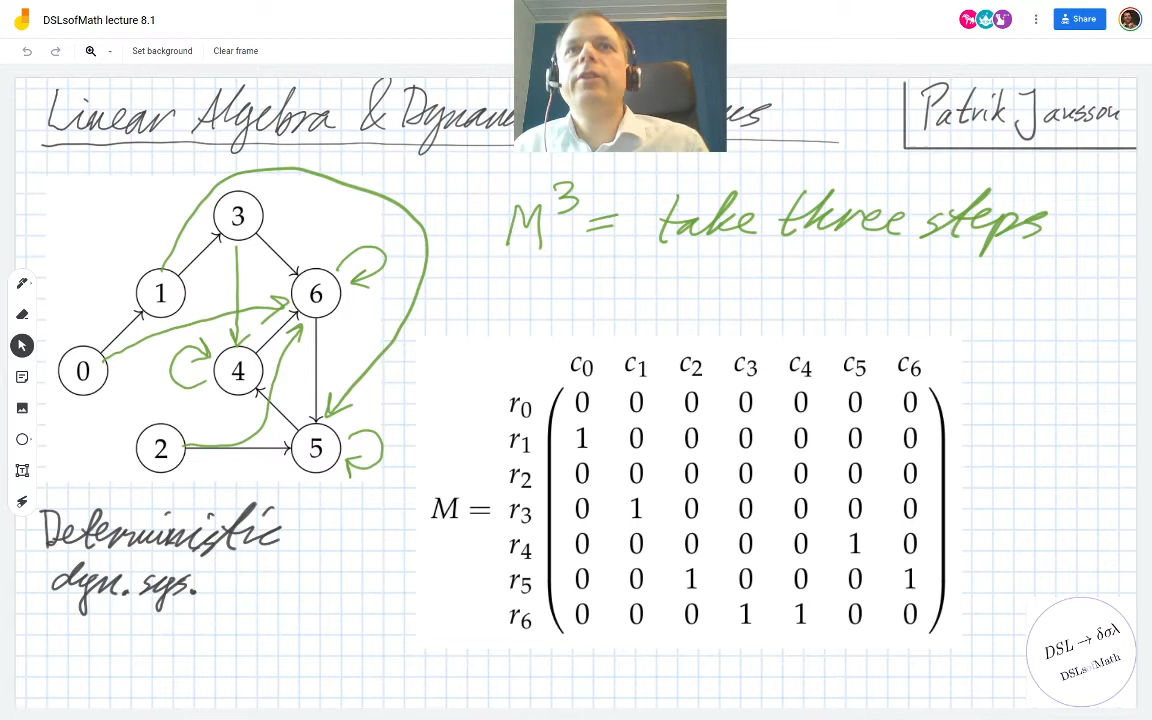 DSLsofMath lecture 8.1
Set background
Clear frame
Share
Linear Algebra &
Patrik Jansson
M³ = take three steps
3
1
6
0
4
2
5
c₀ c₁ c₂ c₃ c₄ c₅ c₆
r₀ 0 0 0 0 0 0 0
r₁ 1 0 0 0 0 0 0
r₂ 0 0 0 0 0 0 0
M = r₃ 0 1 0 0 0 0 0
r₄ 0 0 0 0 0 1 0
r₅ 0 0 1 0 0 0 1
r₆ 0 0 0 1 1 0 0
Deterministic
dyn. sys.
DSL → δσλ
DSLsofMath